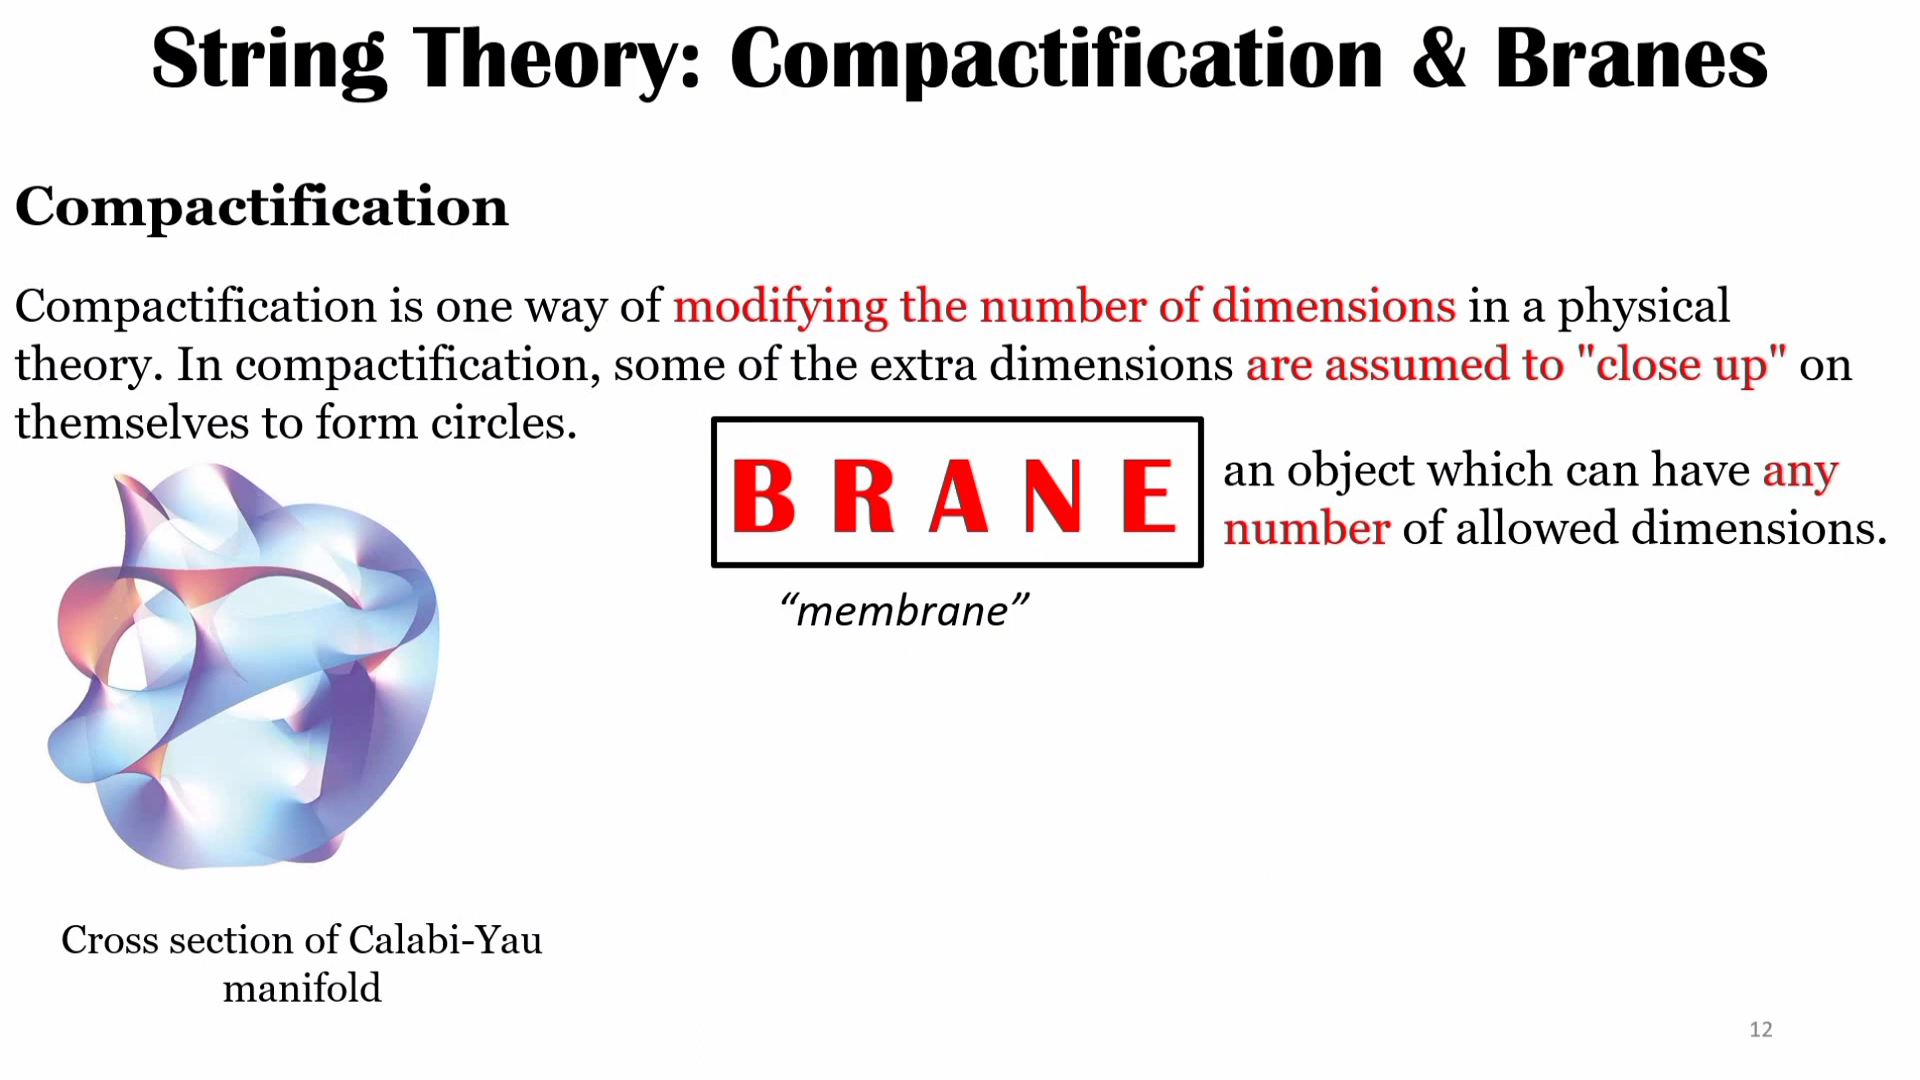 String Theory: Compactification & Branes
Compactification
Compactification is one way of modifying the number of dimensions in a physical
theory. In compactification, some of the extra dimensions are assumed to "close up" on
themselves to form circles.
B R A N E
an object which can have any
number of allowed dimensions.
“membrane”
Cross section of Calabi-Yau
manifold
12